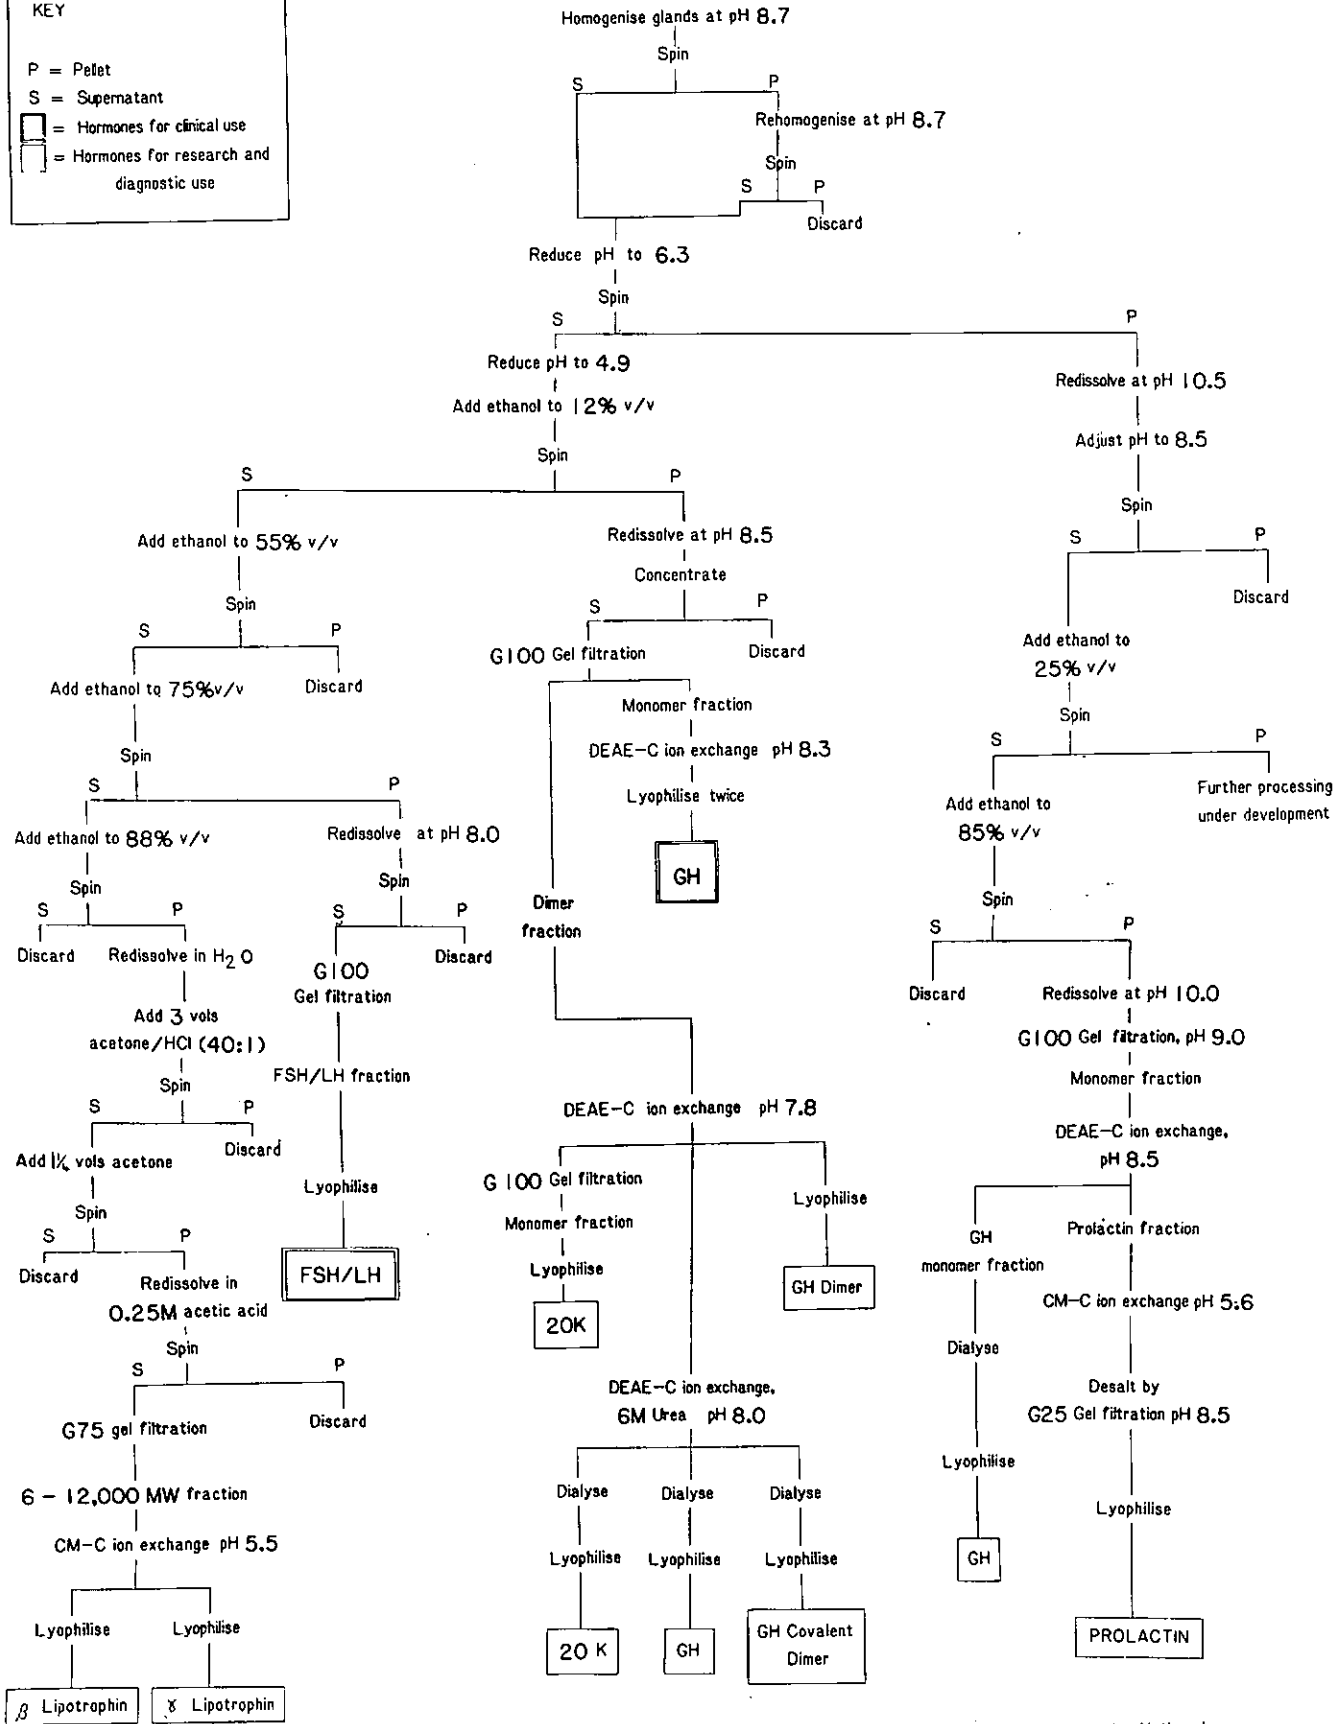 KEY
P = Pellet
S = Supernatant
= Hormones for clinical use
= Hormones for research and
diagnostic use
Homogenise glands at pH 8.7
Spin
S P
Rehomogenise at pH 8.7
Spin
S P
Discard
Reduce pH to 6.3
Spin
S P
Reduce pH to 4.9
Add ethanol to 12% v/v
Spin
S P
Redissolve at pH 10.5
Adjust pH to 8.5
Spin
S P
Discard
Add ethanol to 55% v/v
Spin
S P
Discard
Redissolve at pH 8.5
Concentrate
S P
Discard
G100 Gel filtration
Monomer fraction
DEAE-C ion exchange pH 8.3
Lyophilise twice
GH
Add ethanol to
25% v/v
Spin
S P
Further processing
under development
Add ethanol to 75% v/v
Spin
S P
Add ethanol to 88% v/v
Spin
S P
Discard
Redissolve in H2O
Add 3 vols
acetone/HCl (40:1)
Spin
S P
Discard
Add 1¼ vols acetone
Spin
S P
Discard
Redissolve in
0.25M acetic acid
Spin
S P
Discard
G75 gel filtration
6 - 12,000 MW fraction
CM-C ion exchange pH 5.5
Lyophilise Lyophilise
β Lipotrophin
γ Lipotrophin
Redissolve at pH 8.0
Spin
S P
Discard
G100
Gel filtration
FSH/LH fraction
Lyophilise
FSH/LH
Dimer
fraction
DEAE-C ion exchange pH 7.8
G100 Gel filtration
Monomer fraction
Lyophilise
20K
Lyophilise
GH Dimer
DEAE-C ion exchange,
6M Urea pH 8.0
Dialyse Dialyse Dialyse
Lyophilise Lyophilise Lyophilise
20 K
GH
GH Covalent
Dimer
Add ethanol to
85% v/v
Spin
S P
Discard
Redissolve at pH 10.0
G100 Gel filtration, pH 9.0
Monomer fraction
DEAE-C ion exchange,
pH 8.5
GH
monomer fraction
Dialyse
Lyophilise
GH
Prolactin fraction
CM-C ion exchange pH 5.6
Desalt by
G25 Gel filtration pH 8.5
Lyophilise
PROLACTIN